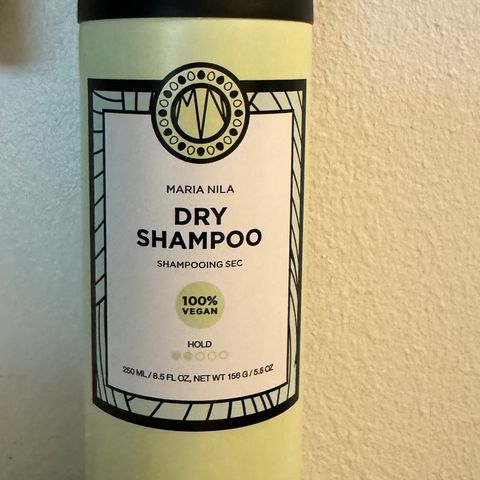 MN
MARIA NILA
DRY
SHAMPOO
SHAMPOOING SEC
100%
VEGAN
HOLD
250 ML / 8.5 FL OZ, NET WT 156 G / 5.5 OZ